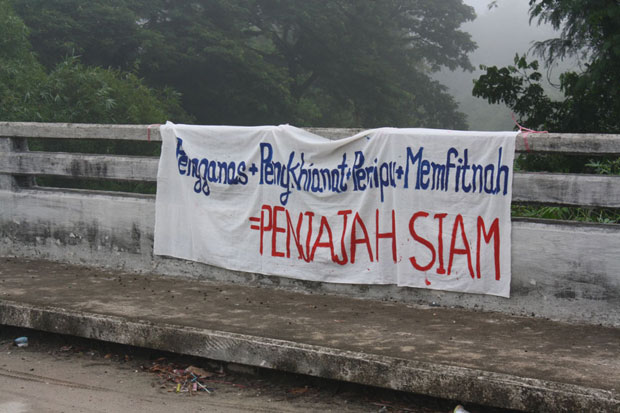 Pengganas+Pengkhianat+Penipu+Memfitnah
=PENJAJAH SIAM